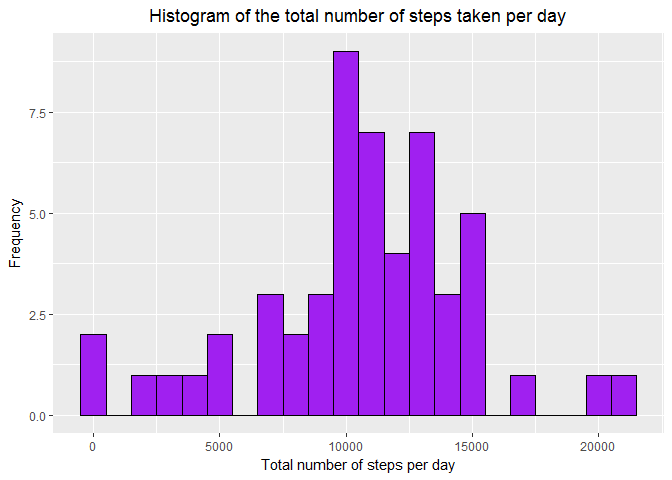 Histogram of the total number of steps taken per day
Frequency
7.5
5.0
2.5
0.0
0 5000 10000 15000 20000
Total number of steps per day